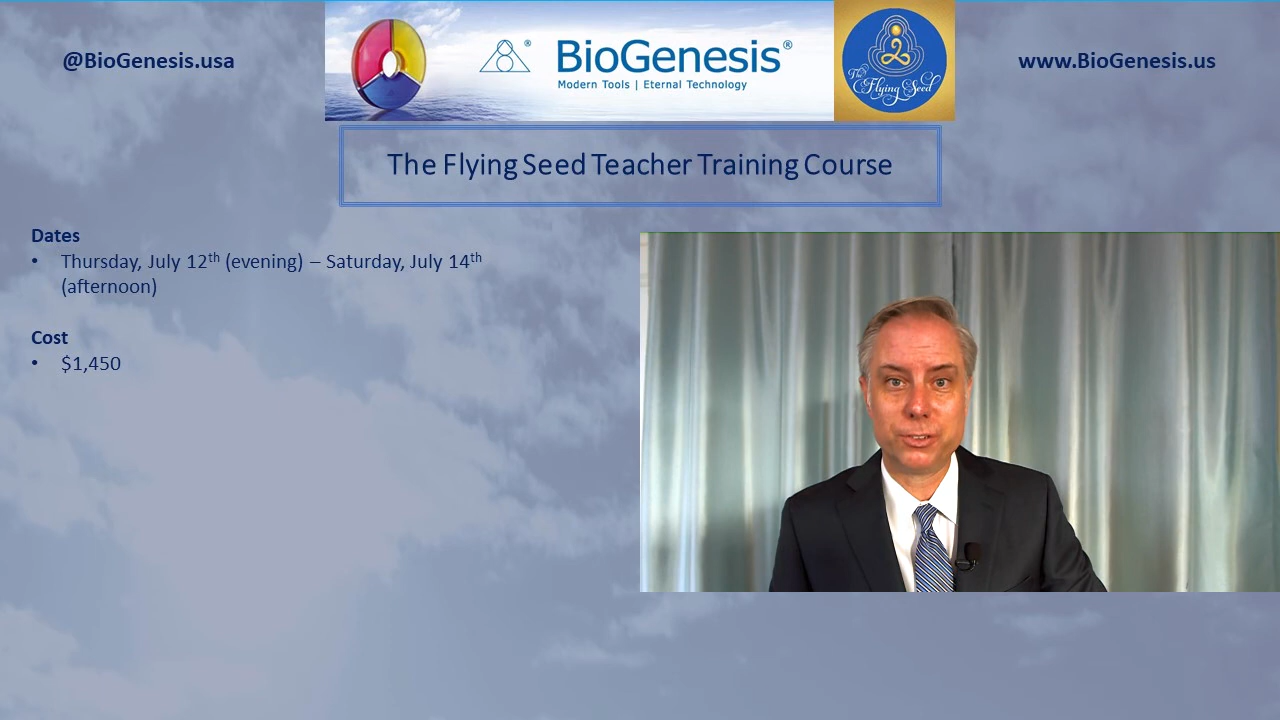 @BioGenesis.usa
®
BioGenesis®
Modern Tools | Eternal Technology
The Flying Seed
www.BioGenesis.us
The Flying Seed Teacher Training Course
Dates
• Thursday, July 12th (evening) – Saturday, July 14th
(afternoon)
Cost
• $1,450